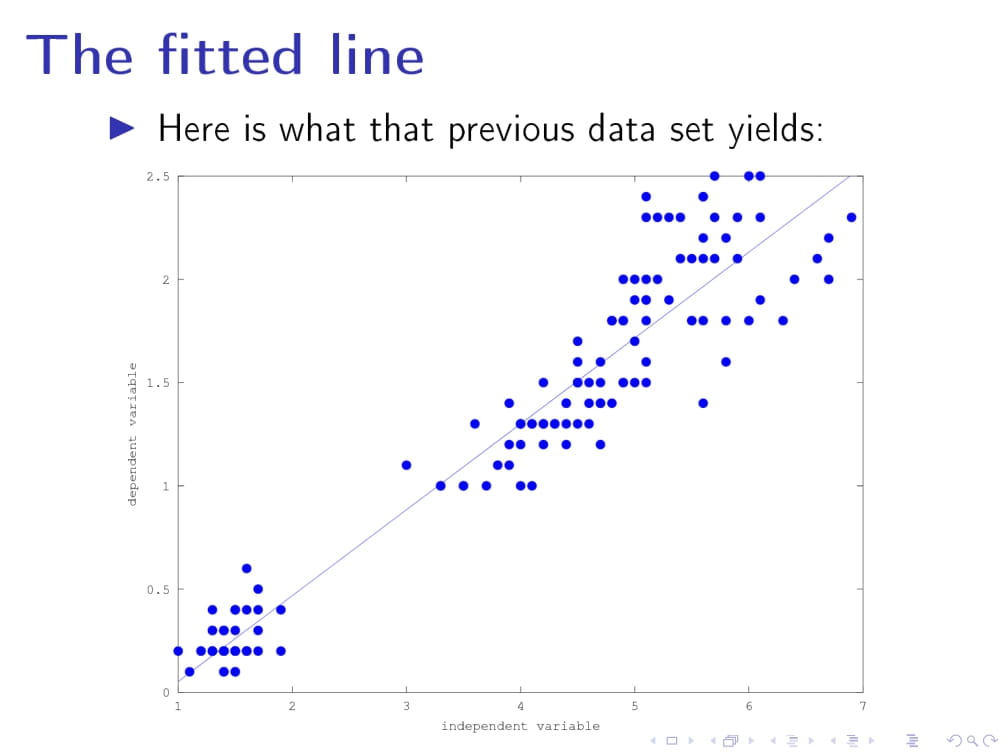 The fitted line
Here is what that previous data set yields:
2.5
2
1.5
1
0.5
0
dependent variable
1 2 3 4 5 6 7
independent variable